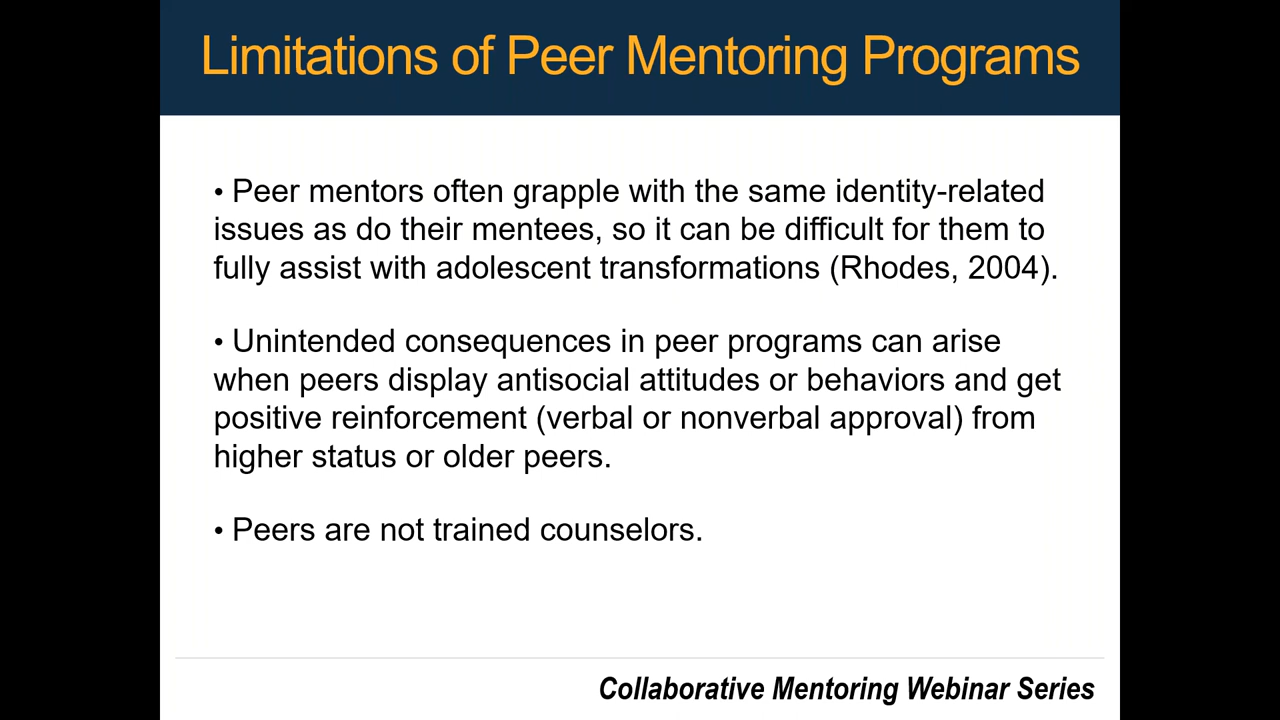 Limitations of Peer Mentoring Programs
• Peer mentors often grapple with the same identity-related
issues as do their mentees, so it can be difficult for them to
fully assist with adolescent transformations (Rhodes, 2004).
• Unintended consequences in peer programs can arise
when peers display antisocial attitudes or behaviors and get
positive reinforcement (verbal or nonverbal approval) from
higher status or older peers.
• Peers are not trained counselors.
Collaborative Mentoring Webinar Series